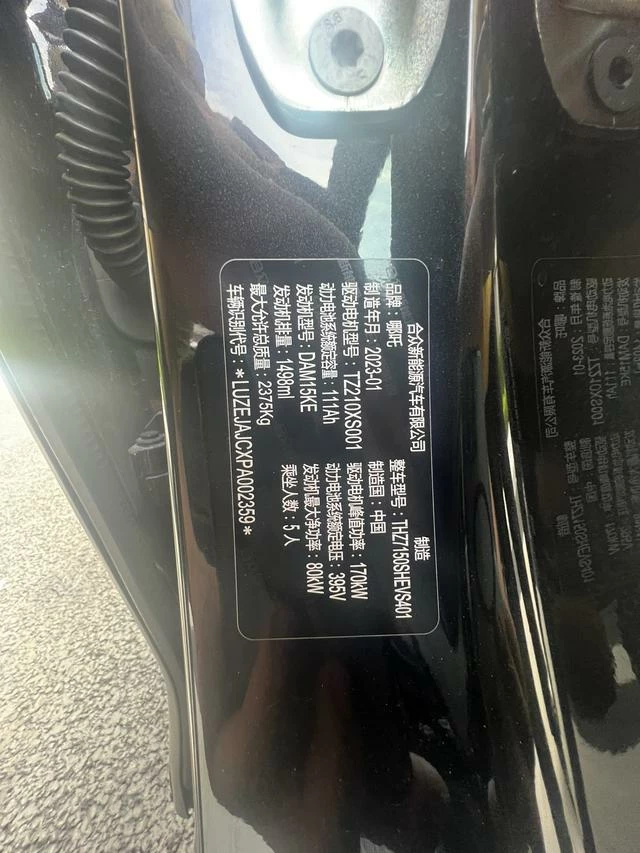 合众新能源汽车有限公司 制造
品牌：哪吒 整车型号：THZ7150SHEVS401
制造年月：2023-01 制造国：中国
驱动电机型号：TZ210XS001 驱动电机峰值功率：170kW
动力电池系统额定容量：111Ah 动力电池系统额定电压：395V
发动机型号：DAM15KE 发动机最大净功率：80kW
发动机排量：1498ml 乘坐人数：5人
最大允许总质量：2375Kg
车辆识别代号：*LUZEJAJCXPA002359*
8.8